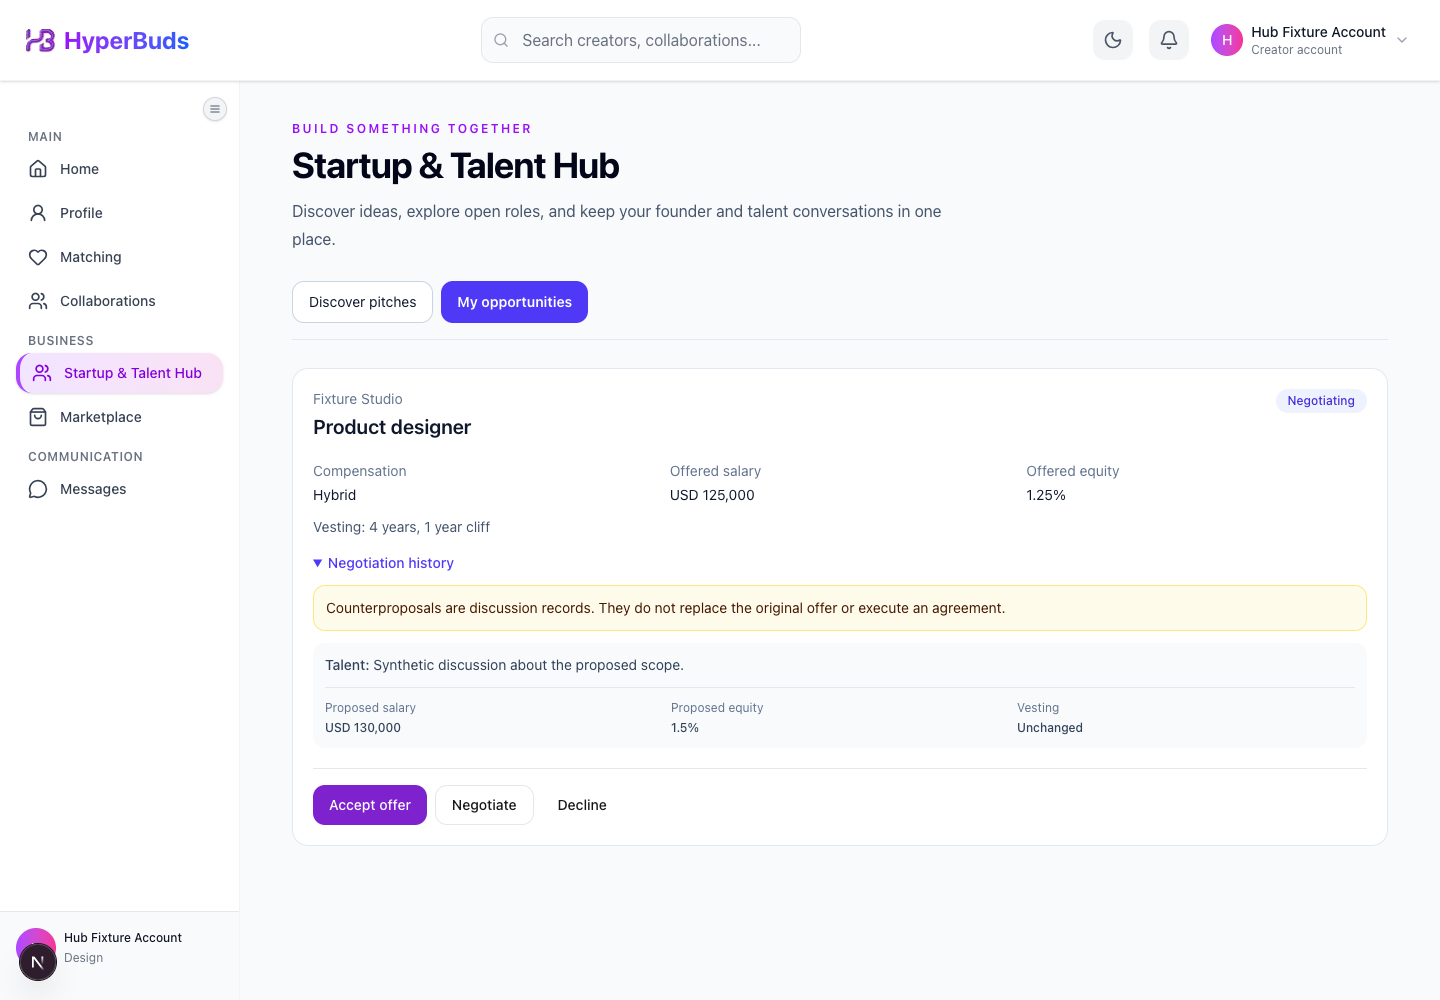 HyperBuds
Search creators, collaborations...
H
Hub Fixture Account
Creator account
MAIN
Home
Profile
Matching
Collaborations
BUSINESS
Startup & Talent Hub
Marketplace
COMMUNICATION
Messages
Hub Fixture Account
Design
N
BUILD SOMETHING TOGETHER
Startup & Talent Hub
Discover ideas, explore open roles, and keep your founder and talent conversations in one
place.
Discover pitches
My opportunities
Fixture Studio
Negotiating
Product designer
Compensation
Offered salary
Offered equity
Hybrid
USD 125,000
1.25%
Vesting: 4 years, 1 year cliff
Negotiation history
Counterproposals are discussion records. They do not replace the original offer or execute an agreement.
Talent: Synthetic discussion about the proposed scope.
Proposed salary
Proposed equity
Vesting
USD 130,000
1.5%
Unchanged
Accept offer
Negotiate
Decline